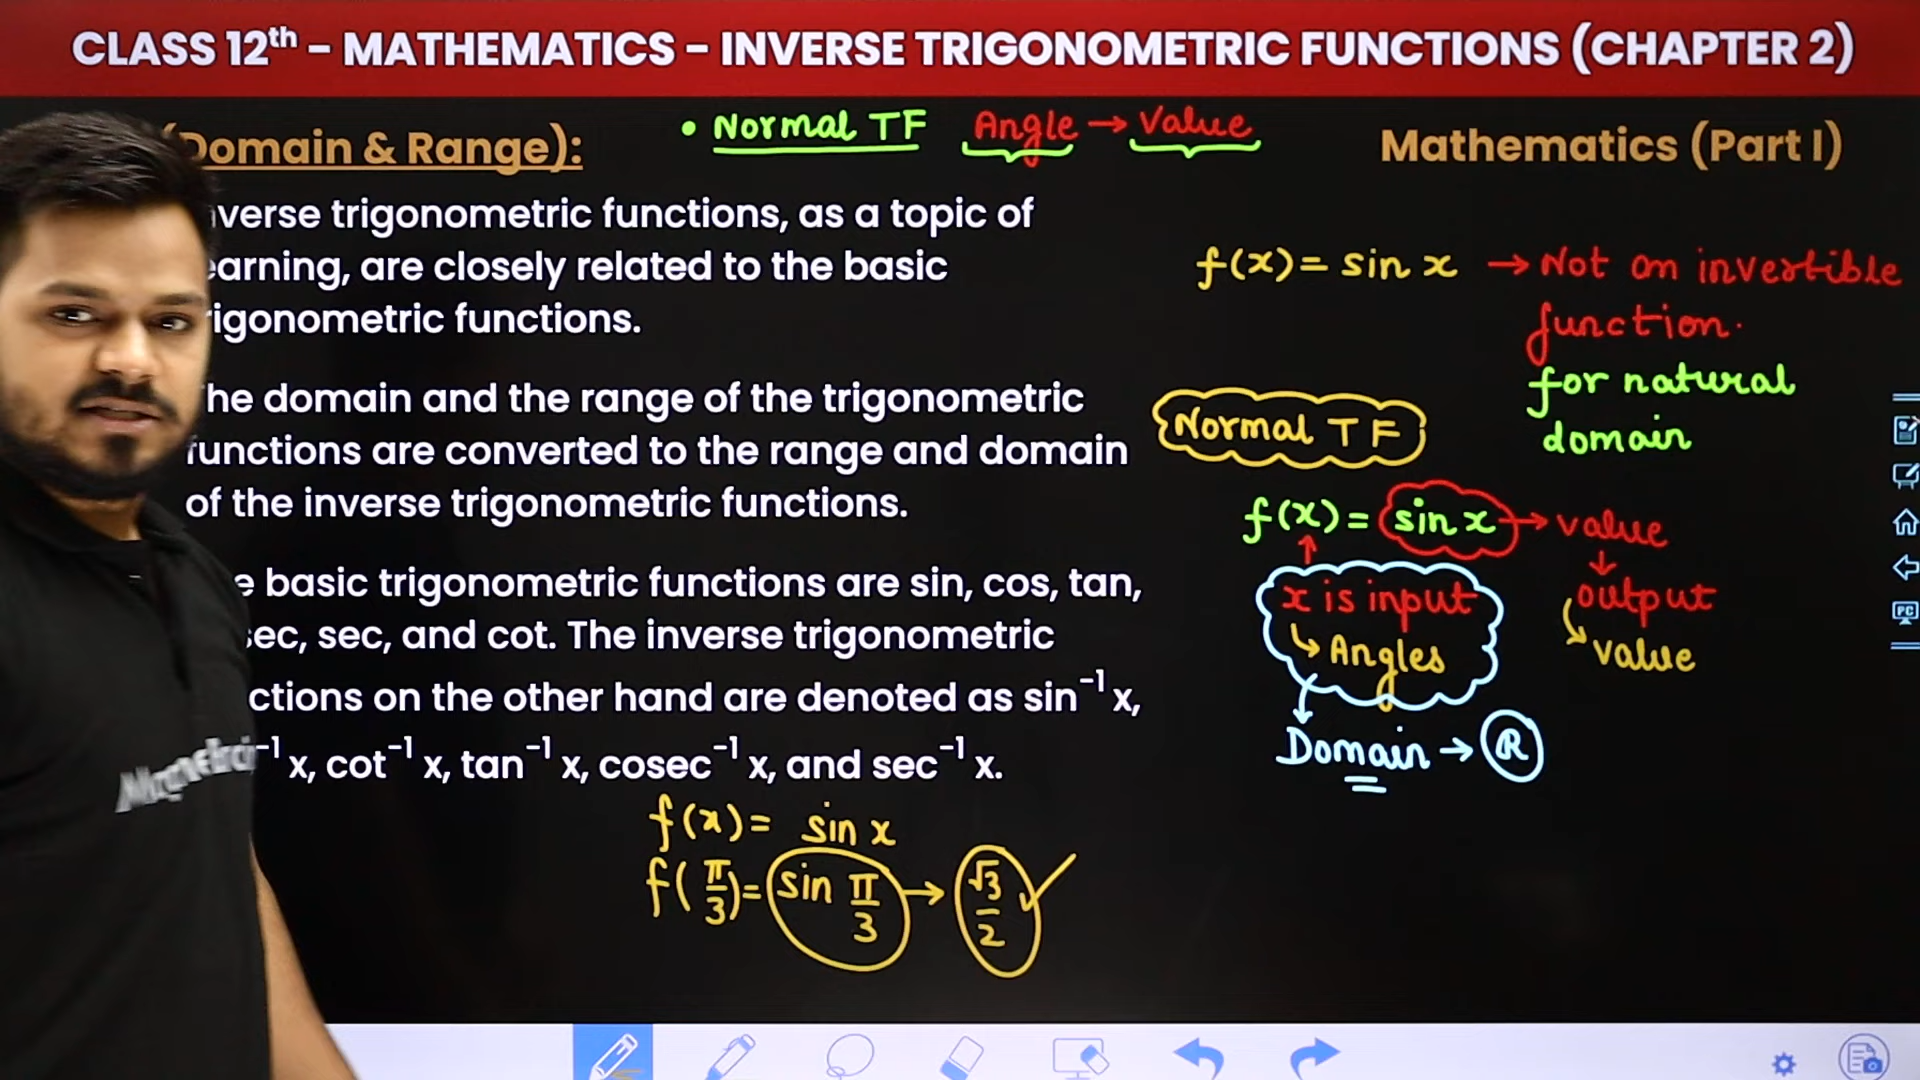 CLASS 12th – MATHEMATICS – INVERSE TRIGONOMETRIC FUNCTIONS (CHAPTER 2)
(Domain & Range):
• Normal TF Angle → Value
Mathematics (Part I)
verse trigonometric functions, as a topic of
earning, are closely related to the basic
rigonometric functions.
he domain and the range of the trigonometric
functions are converted to the range and domain
of the inverse trigonometric functions.
e basic trigonometric functions are sin, cos, tan,
sec, sec, and cot. The inverse trigonometric
ctions on the other hand are denoted as sin⁻¹ x,
⁻¹ x, cot⁻¹ x, tan⁻¹ x, cosec⁻¹ x, and sec⁻¹ x.
f(x) = sin x
f(π/3) = sin π/3 → √3/2 ✓
f(x) = sin x → Not an invertible
function.
for natural
domain
Normal TF
f(x) = sin x → value
↑ ↓
x is input output
↳ Angles ↳ value
↓
Domain → R
MagnetBrain
PC